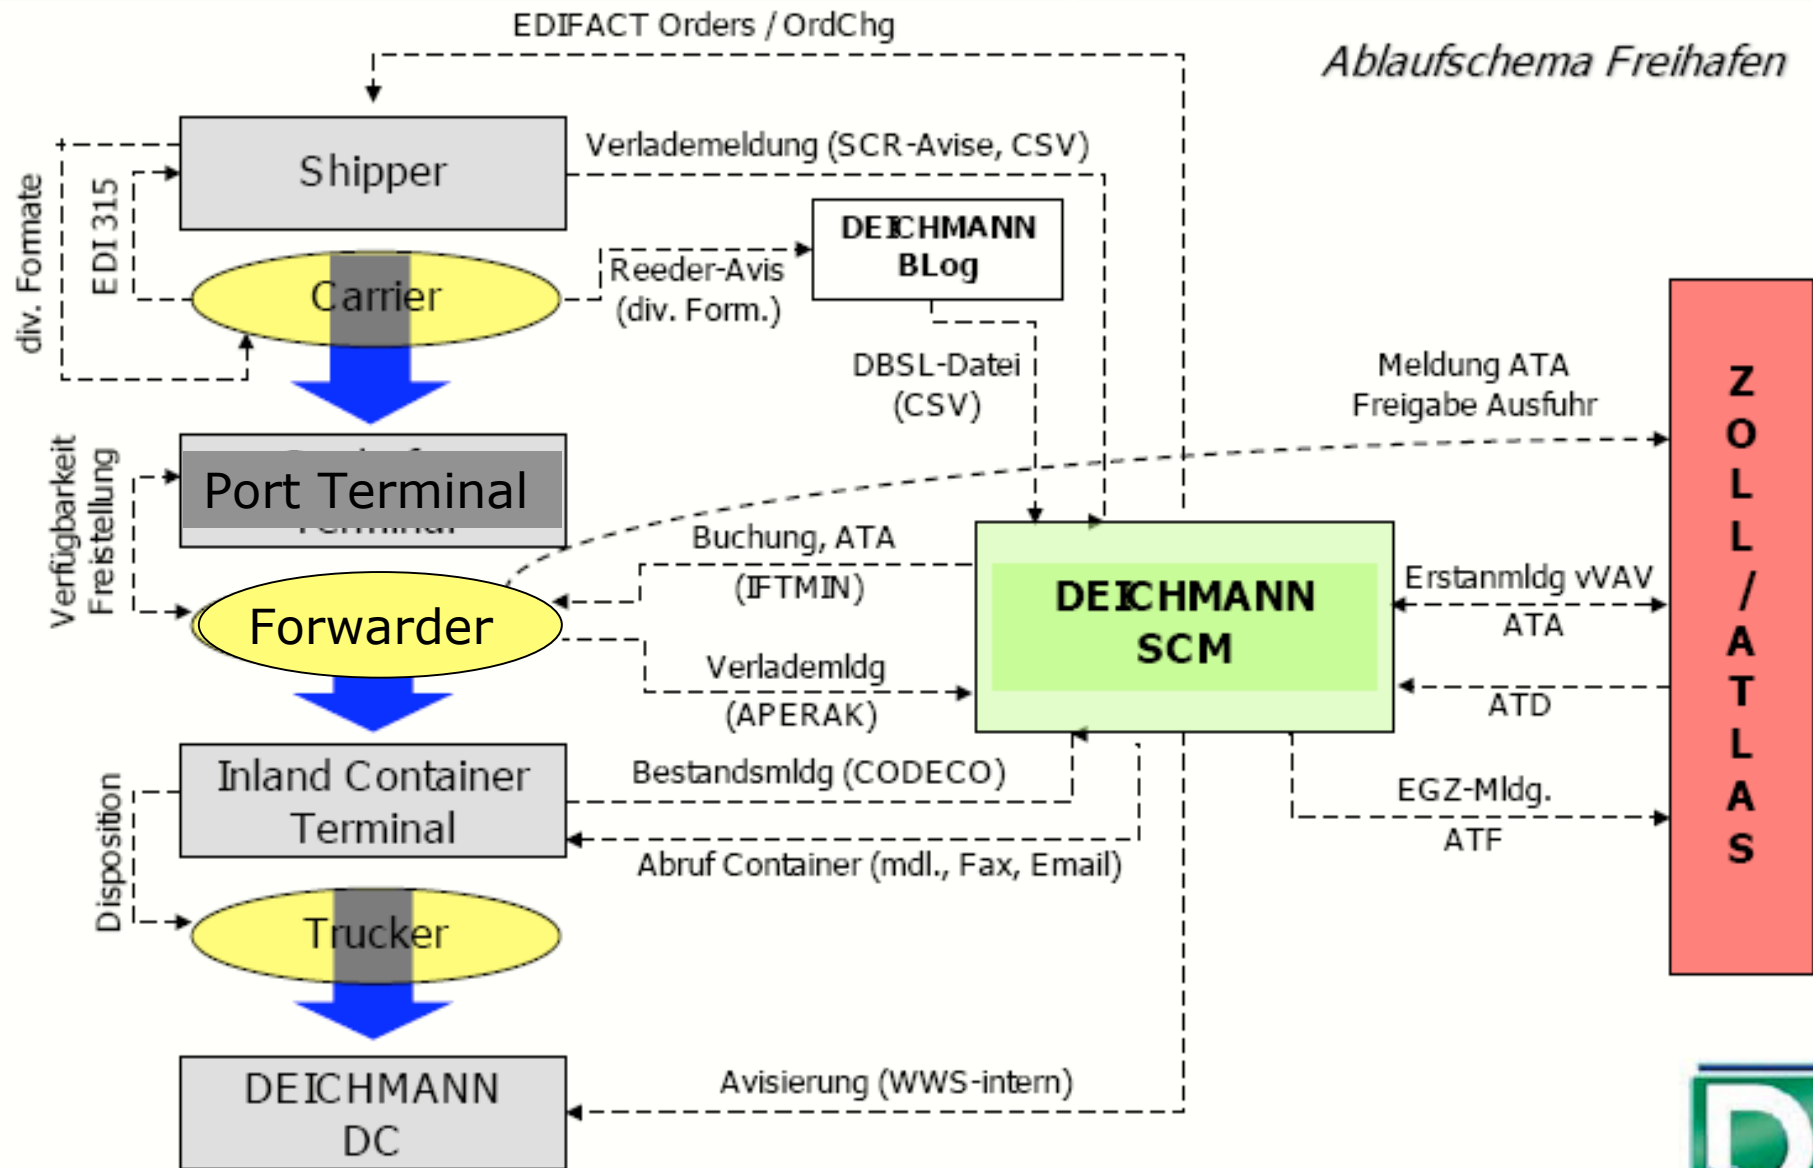 EDIFACT Orders / OrdChg
Ablaufschema Freihafen
Shipper
Verlademeldung (SCR-Avise, CSV)
div. Formate
EDI 315
DEICHMANN
BLog
Carrier
Reeder-Avis
(div. Form.)
DBSL-Datei
(CSV)
Meldung ATA
Freigabe Ausfuhr
Z
O
L
L
/
A
T
L
A
S
Verfügbarkeit
Freistellung
Port Terminal
Terminal
Buchung, ATA
(IFTMIN)
Forwarder
DEICHMANN
SCM
Erstanmldg vVAV
ATA
Verlademldg
(APERAK)
ATD
Inland Container
Terminal
Bestandsmldg (CODECO)
EGZ-Mldg.
ATF
Abruf Container (mdl., Fax, Email)
Disposition
Trucker
DEICHMANN
DC
Avisierung (WWS-intern)
D